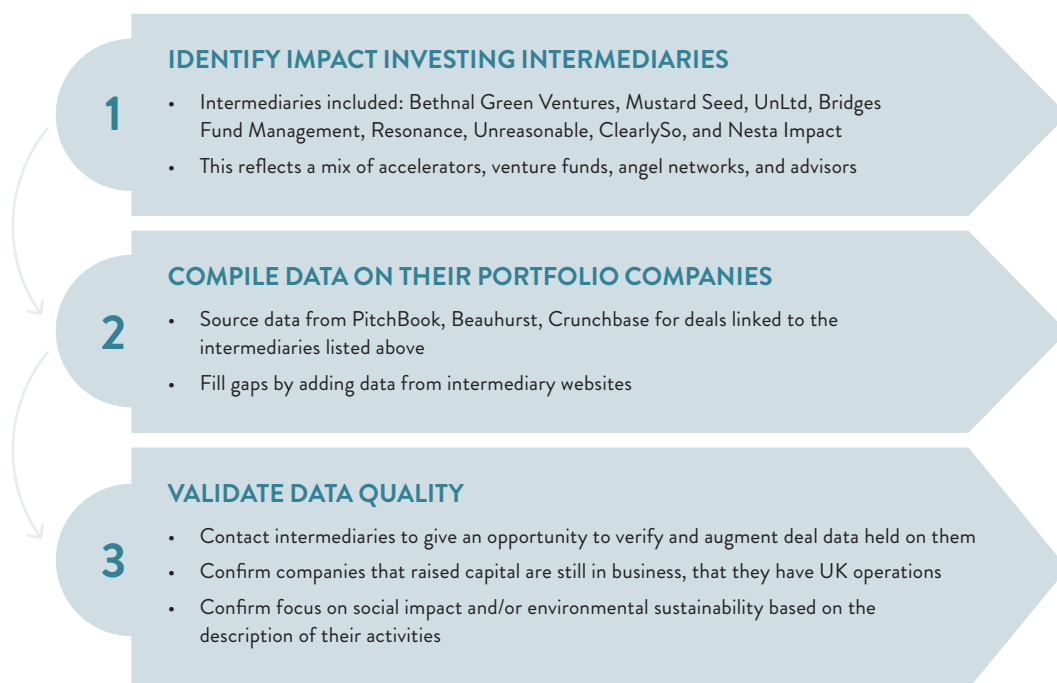 1
IDENTIFY IMPACT INVESTING INTERMEDIARIES
• Intermediaries included: Bethnal Green Ventures, Mustard Seed, UnLtd, Bridges
Fund Management, Resonance, Unreasonable, ClearlySo, and Nesta Impact
• This reflects a mix of accelerators, venture funds, angel networks, and advisors
2
COMPILE DATA ON THEIR PORTFOLIO COMPANIES
• Source data from PitchBook, Beauhurst, Crunchbase for deals linked to the
intermediaries listed above
• Fill gaps by adding data from intermediary websites
3
VALIDATE DATA QUALITY
• Contact intermediaries to give an opportunity to verify and augment deal data held on them
• Confirm companies that raised capital are still in business, that they have UK operations
• Confirm focus on social impact and/or environmental sustainability based on the
description of their activities